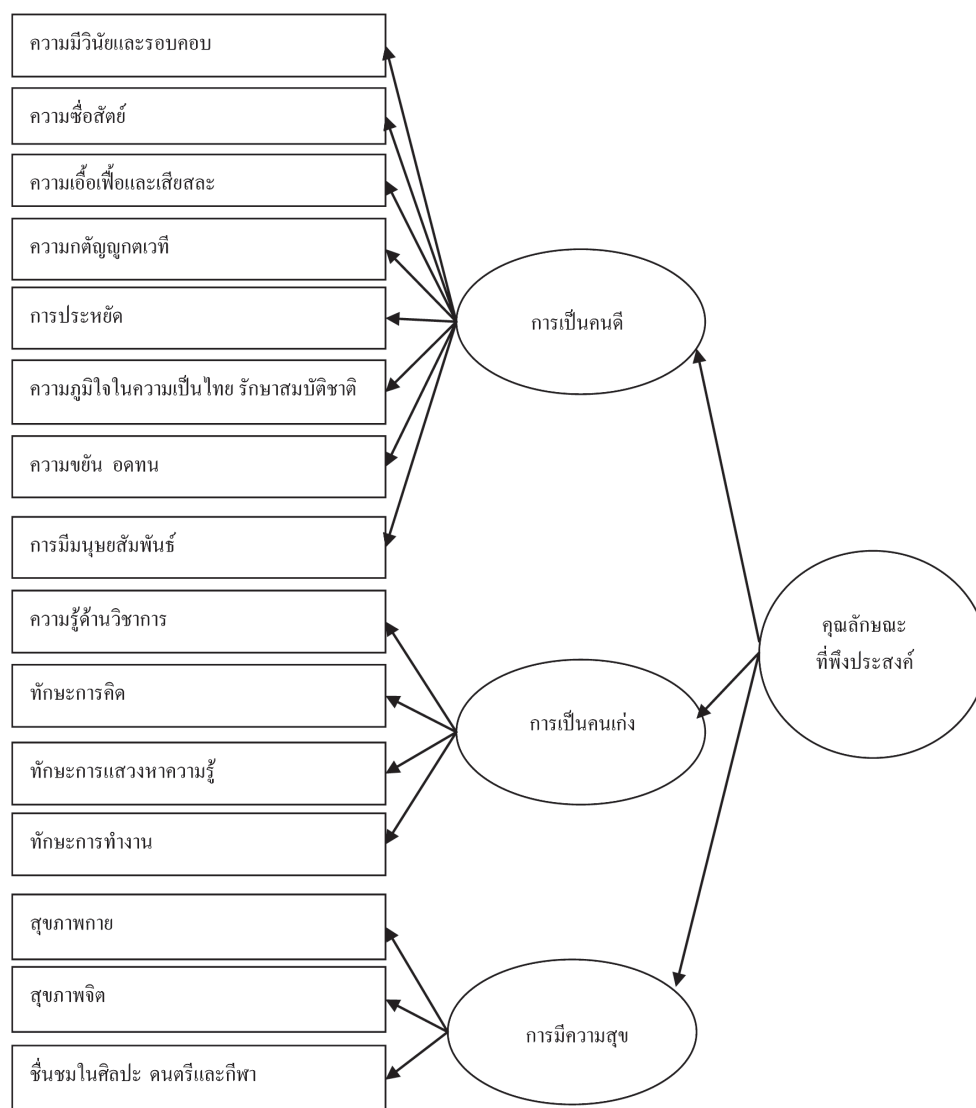 ความมีวินัยและรอบคอบ
ความซื่อสัตย์
ความเอื้อเฟื้อและเสียสละ
ความกตัญญูกตเวที
การประหยัด
ความภูมิใจในความเป็นไทย รักษาสมบัติชาติ
ความขยัน อดทน
การมีมนุษยสัมพันธ์
ความรู้ด้านวิชาการ
ทักษะการคิด
ทักษะการแสวงหาความรู้
ทักษะการทำงาน
สุขภาพกาย
สุขภาพจิต
ชื่นชมในศิลปะ ดนตรีและกีฬา
การเป็นคนดี
การเป็นคนเก่ง
การมีความสุข
คุณลักษณะ
ที่พึงประสงค์